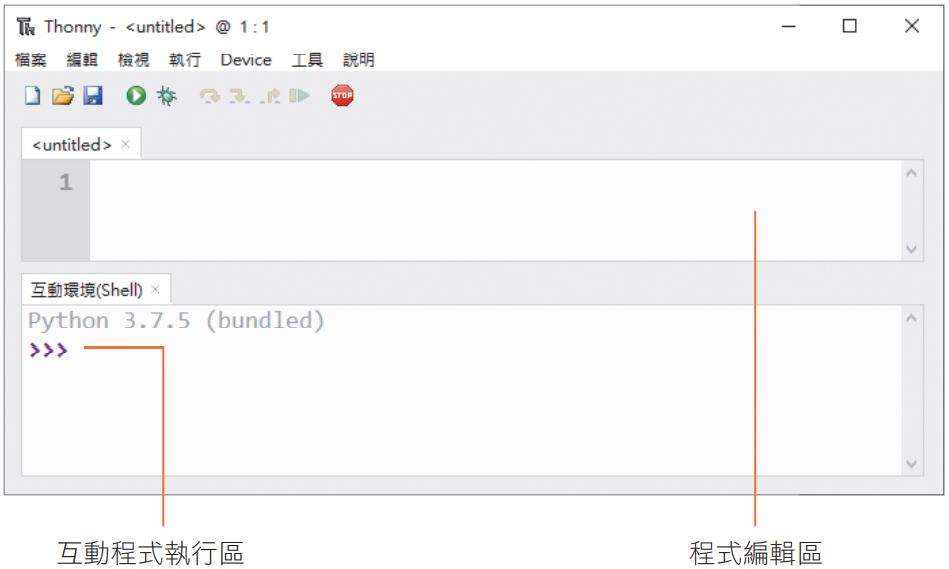 Thonny - <untitled> @ 1 : 1
檔案 編輯 檢視 執行 Device 工具 說明
STOP
<untitled> ×
1
互動環境(Shell) ×
Python 3.7.5 (bundled)
>>>
互動程式執行區 程式編輯區